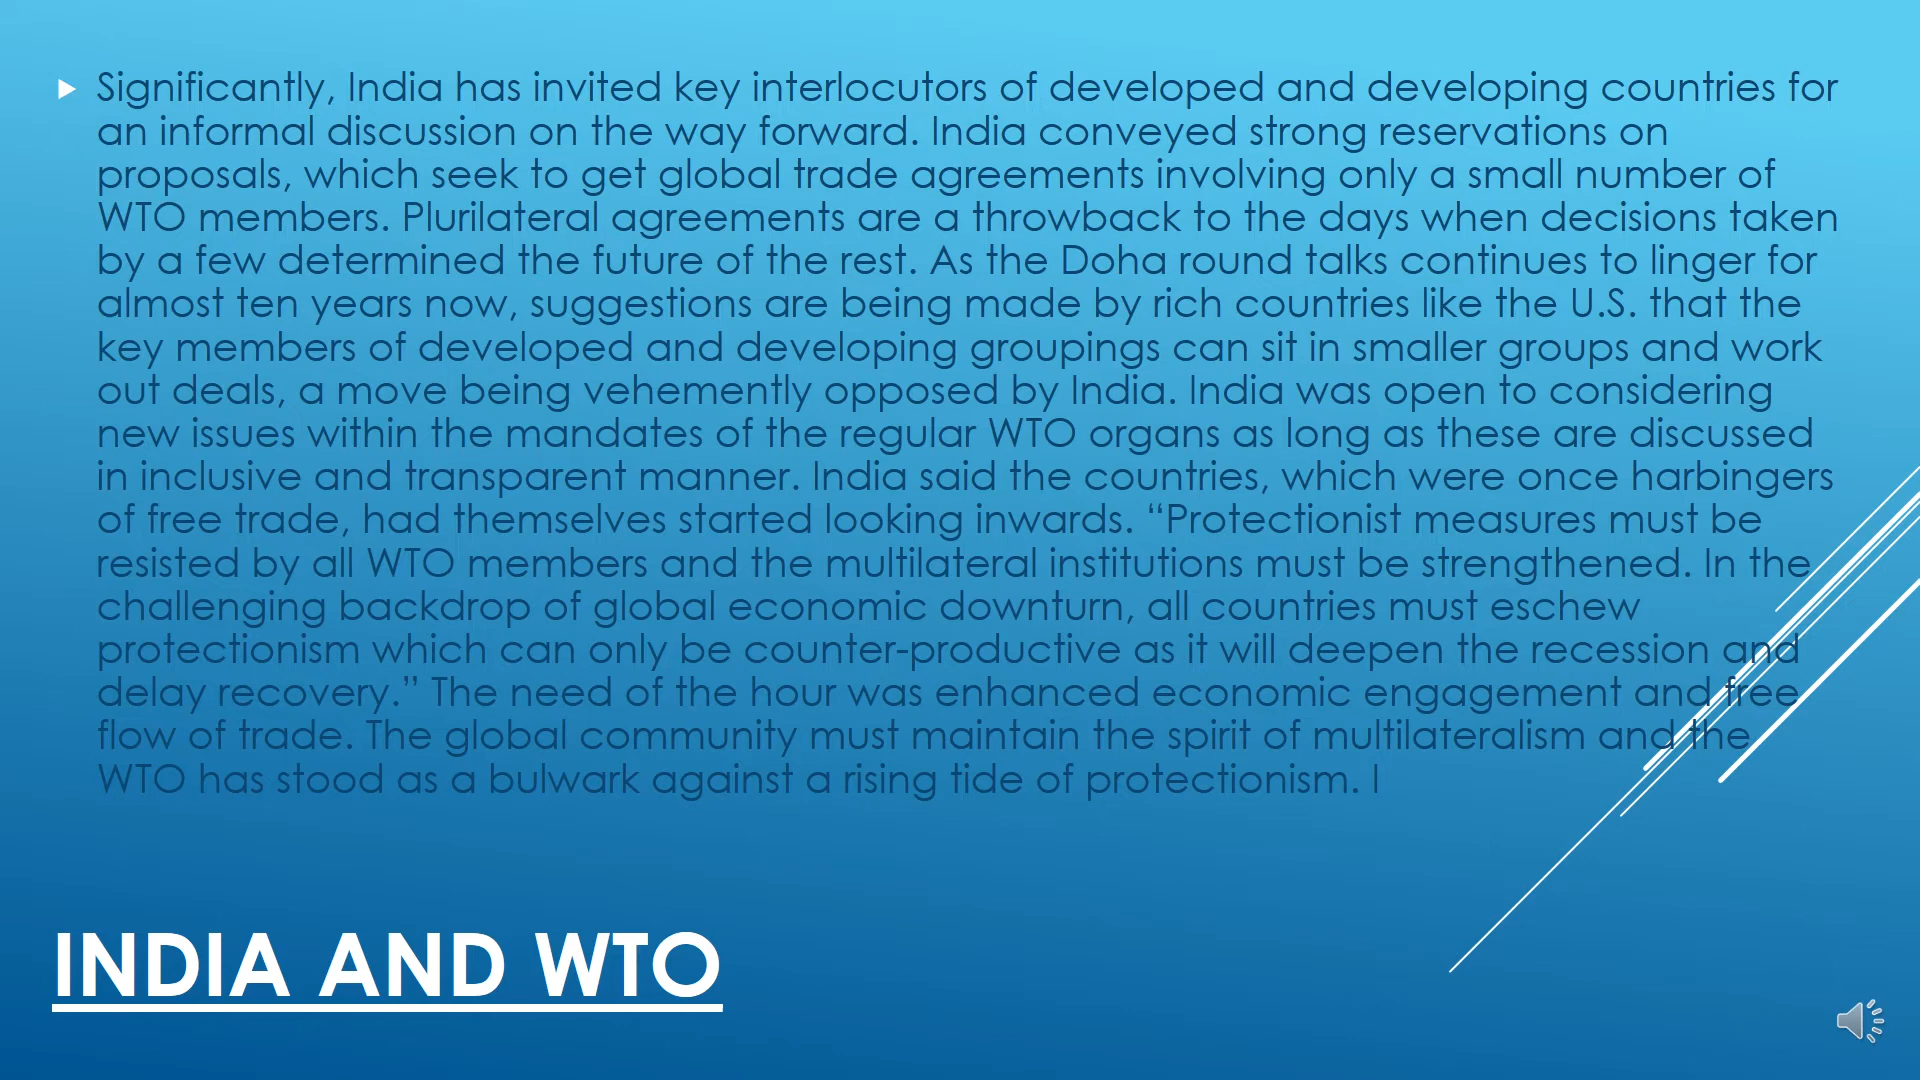 Significantly, India has invited key interlocutors of developed and developing countries for
an informal discussion on the way forward. India conveyed strong reservations on
proposals, which seek to get global trade agreements involving only a small number of
WTO members. Plurilateral agreements are a throwback to the days when decisions taken
by a few determined the future of the rest. As the Doha round talks continues to linger for
almost ten years now, suggestions are being made by rich countries like the U.S. that the
key members of developed and developing groupings can sit in smaller groups and work
out deals, a move being vehemently opposed by India. India was open to considering
new issues within the mandates of the regular WTO organs as long as these are discussed
in inclusive and transparent manner. India said the countries, which were once harbingers
of free trade, had themselves started looking inwards. “Protectionist measures must be
resisted by all WTO members and the multilateral institutions must be strengthened. In the
challenging backdrop of global economic downturn, all countries must eschew
protectionism which can only be counter-productive as it will deepen the recession and
delay recovery.” The need of the hour was enhanced economic engagement and free
flow of trade. The global community must maintain the spirit of multilateralism and the
WTO has stood as a bulwark against a rising tide of protectionism. I
INDIA AND WTO